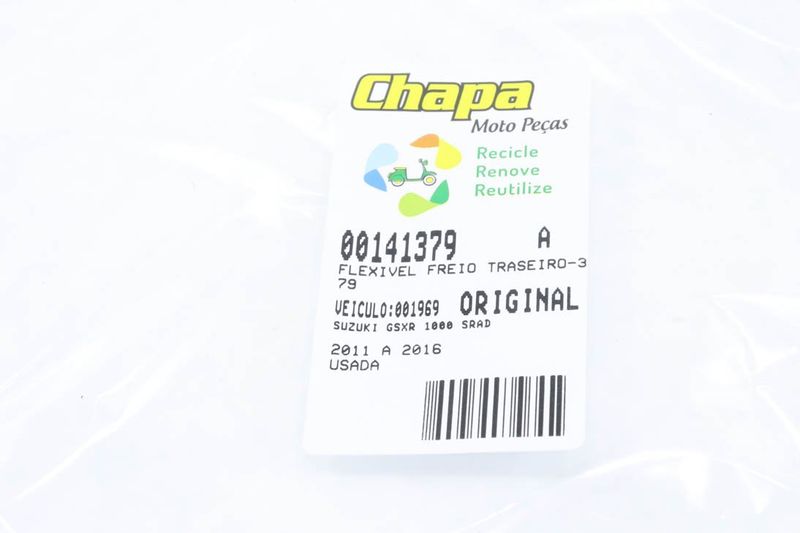 Chapa
Moto Peças
Recicle
Renove
Reutilize
00141379 A
FLEXIVEL FREIO TRASEIRO-3
79
VEICULO:001969 ORIGINAL
SUZUKI GSXR 1000 SRAD
2011 A 2016
USADA